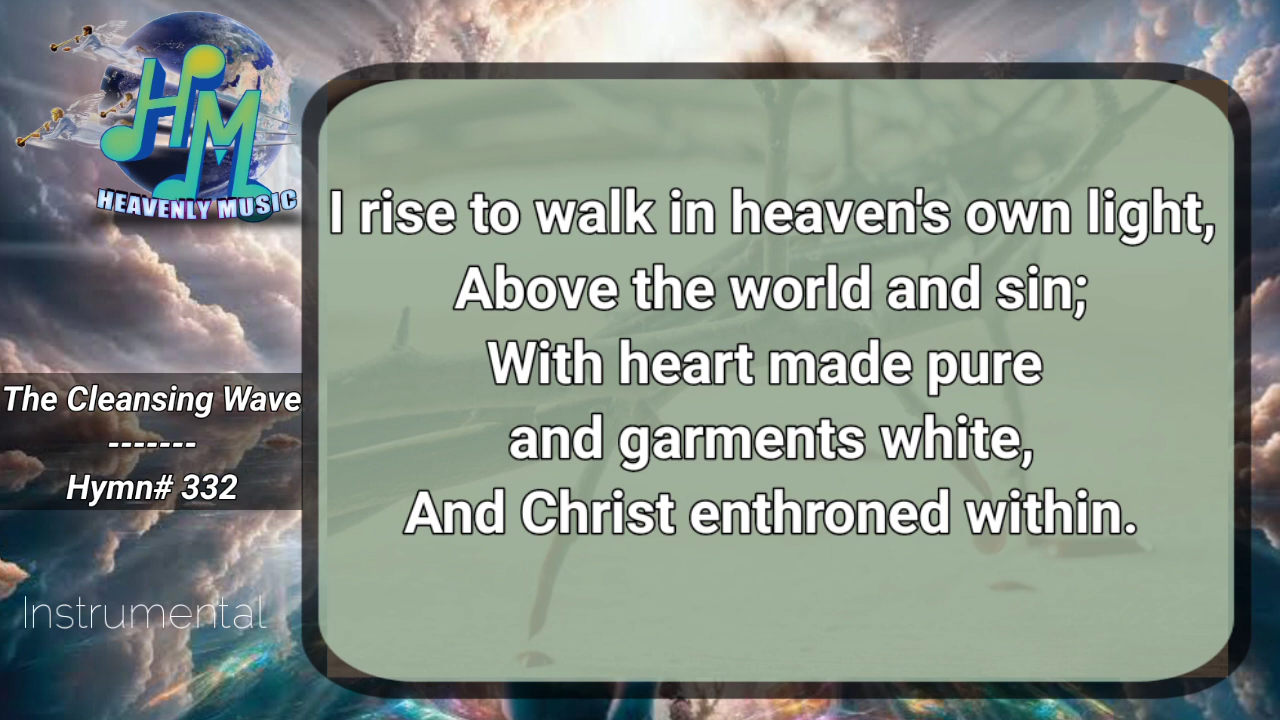 HM
HEAVENLY MUSIC
The Cleansing Wave
-------
Hymn# 332
Instrumental
I rise to walk in heaven's own light,
Above the world and sin;
With heart made pure
and garments white,
And Christ enthroned within.